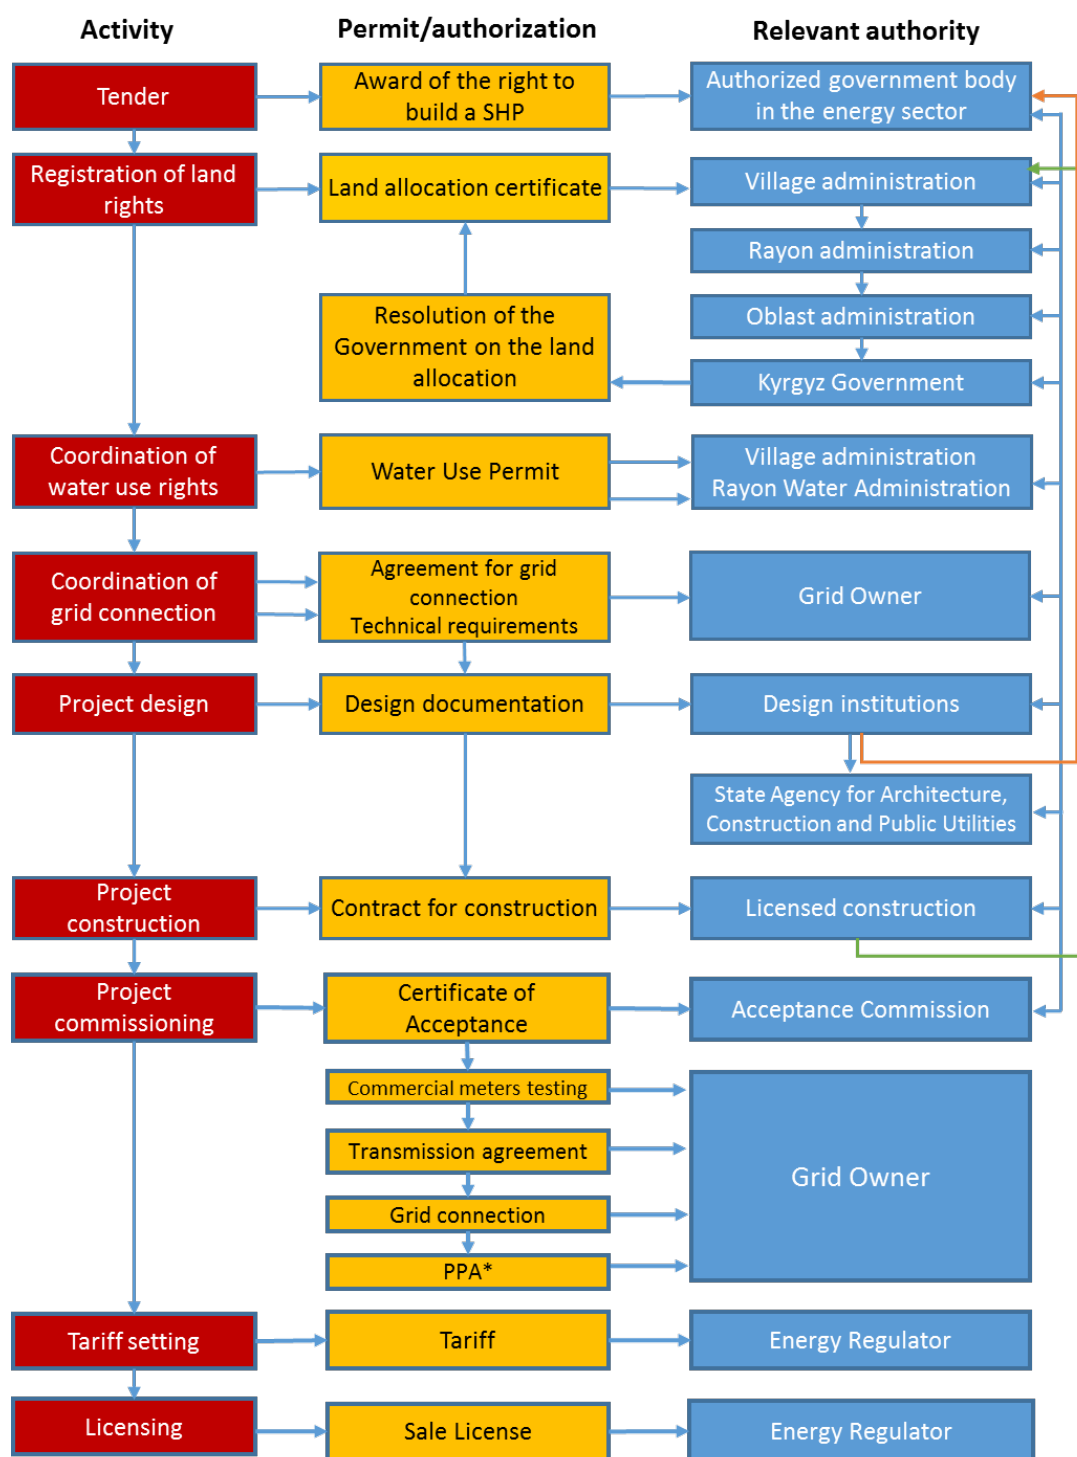 Activity
Permit/authorization
Relevant authority
Tender
Award of the right to
build a SHP
Authorized government body
in the energy sector
Registration of land
rights
Land allocation certificate
Village administration
Rayon administration
Resolution of the
Government on the land
allocation
Oblast administration
Kyrgyz Government
Coordination of
water use rights
Water Use Permit
Village administration
Rayon Water Administration
Coordination of
grid connection
Agreement for grid
connection
Technical requirements
Grid Owner
Project design
Design documentation
Design institutions
State Agency for Architecture,
Construction and Public Utilities
Project
construction
Contract for construction
Licensed construction
Project
commissioning
Certificate of
Acceptance
Acceptance Commission
Commercial meters testing
Transmission agreement
Grid connection
PPA*
Grid Owner
Tariff setting
Tariff
Energy Regulator
Licensing
Sale License
Energy Regulator